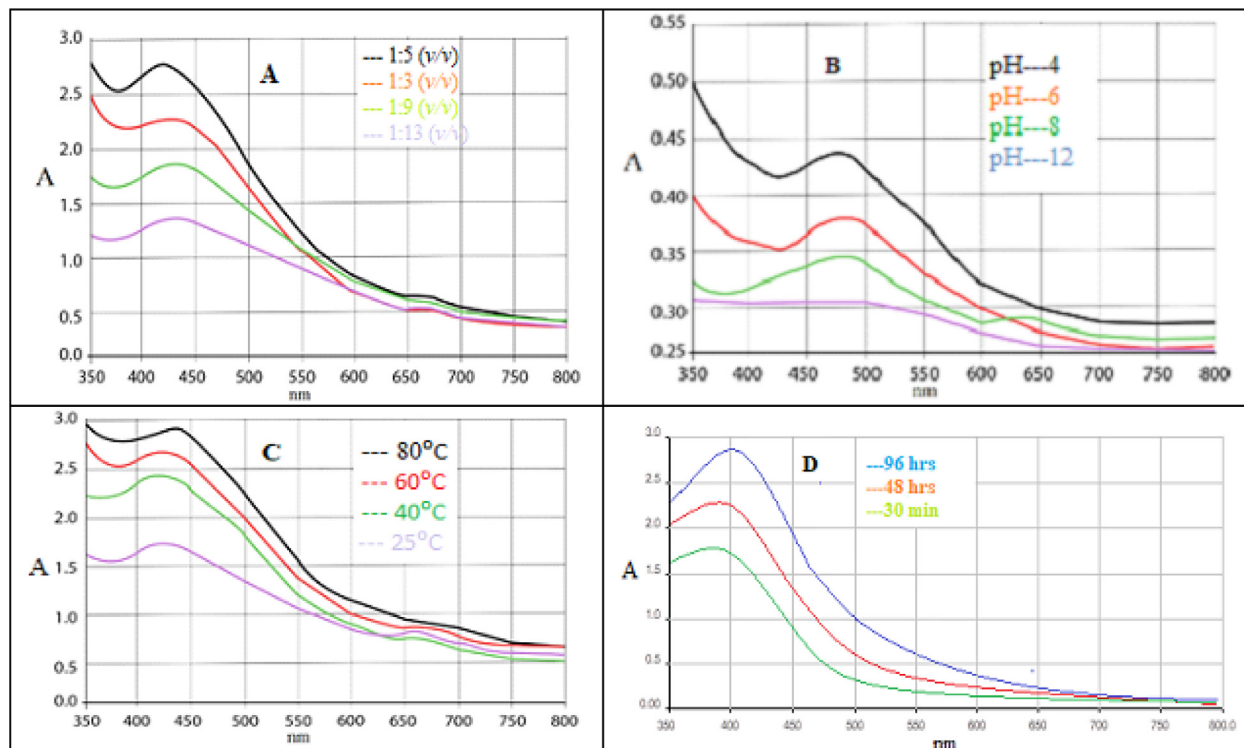 A
--- 1:5 (v/v)
--- 1:3 (v/v)
--- 1:9 (v/v)
--- 1:13 (v/v)
3.0
2.5
2.0
1.5
1.0
0.5
0.0
A
350 400 450 500 550 600 650 700 750 800
nm
B
pH---4
pH---6
pH---8
pH---12
0.55
0.50
0.45
0.40
0.35
0.30
0.25
A
350 400 450 500 550 600 650 700 750 800
nm
C
--- 80°C
--- 60°C
--- 40°C
--- 25°C
3.0
2.5
2.0
1.5
1.0
0.5
0.0
A
350 400 450 500 550 600 650 700 750 800
nm
D
---96 hrs
---48 hrs
---30 min
3.0
2.5
2.0
1.5
1.0
0.5
0.00
A
350 400 450 500 550 600 650 700 750 800.0
nm